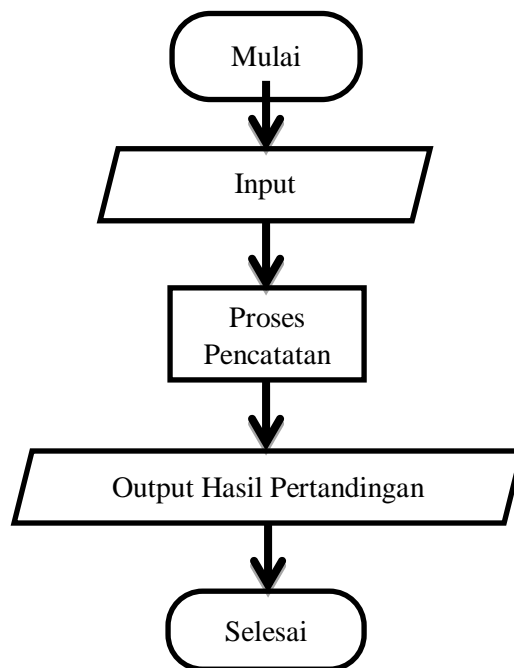 Mulai
Input
Proses
Pencatatan
Output Hasil Pertandingan
Selesai